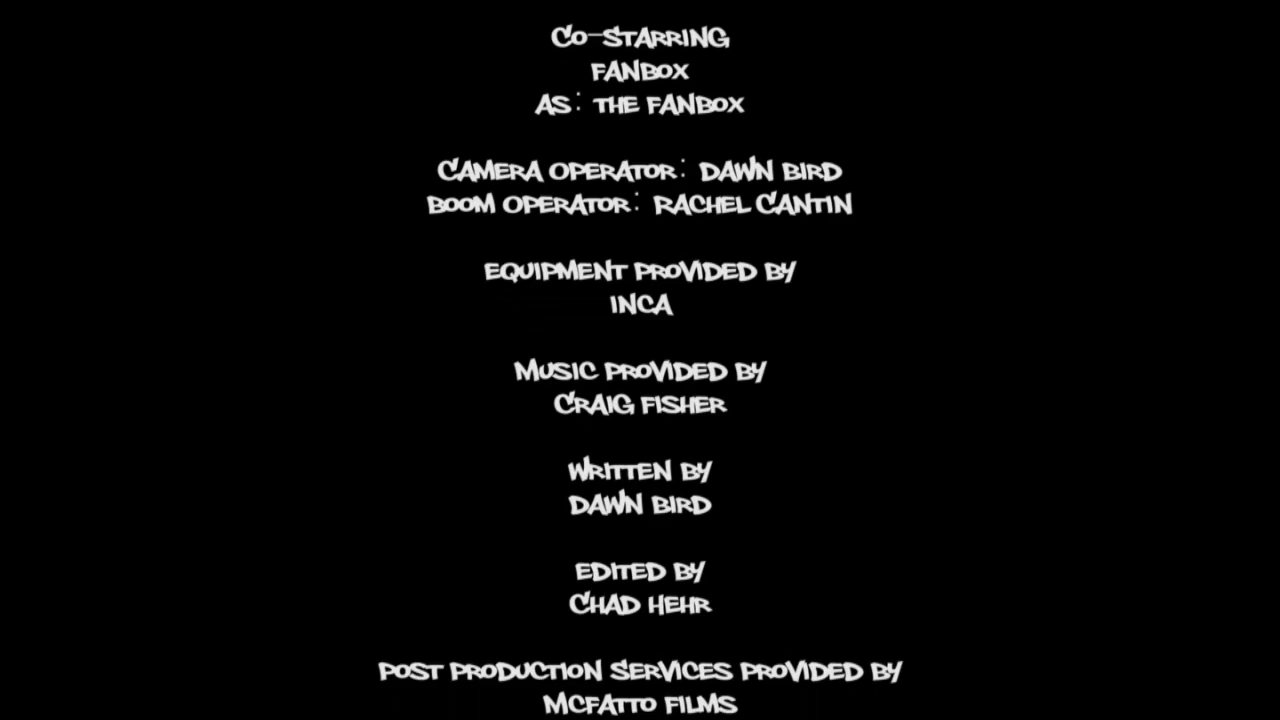 CO-STARRING
FANBOX
AS: THE FANBOX
CAMERA OPERATOR: DAWN BIRD
BOOM OPERATOR: RACHEL CANTIN
EQUIPMENT PROVIDED BY
INCA
MUSIC PROVIDED BY
CRAIG FISHER
WRITTEN BY
DAWN BIRD
EDITED BY
CHAD HEHR
POST PRODUCTION SERVICES PROVIDED BY
MCFATTO FILMS